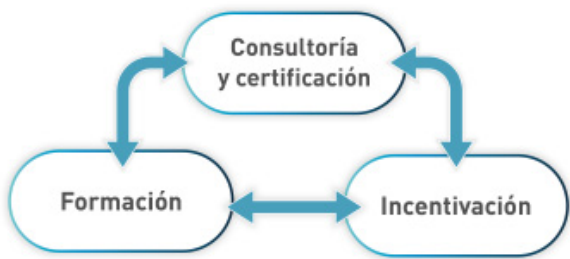 Consultoría
y certificación
Formación
Incentivación